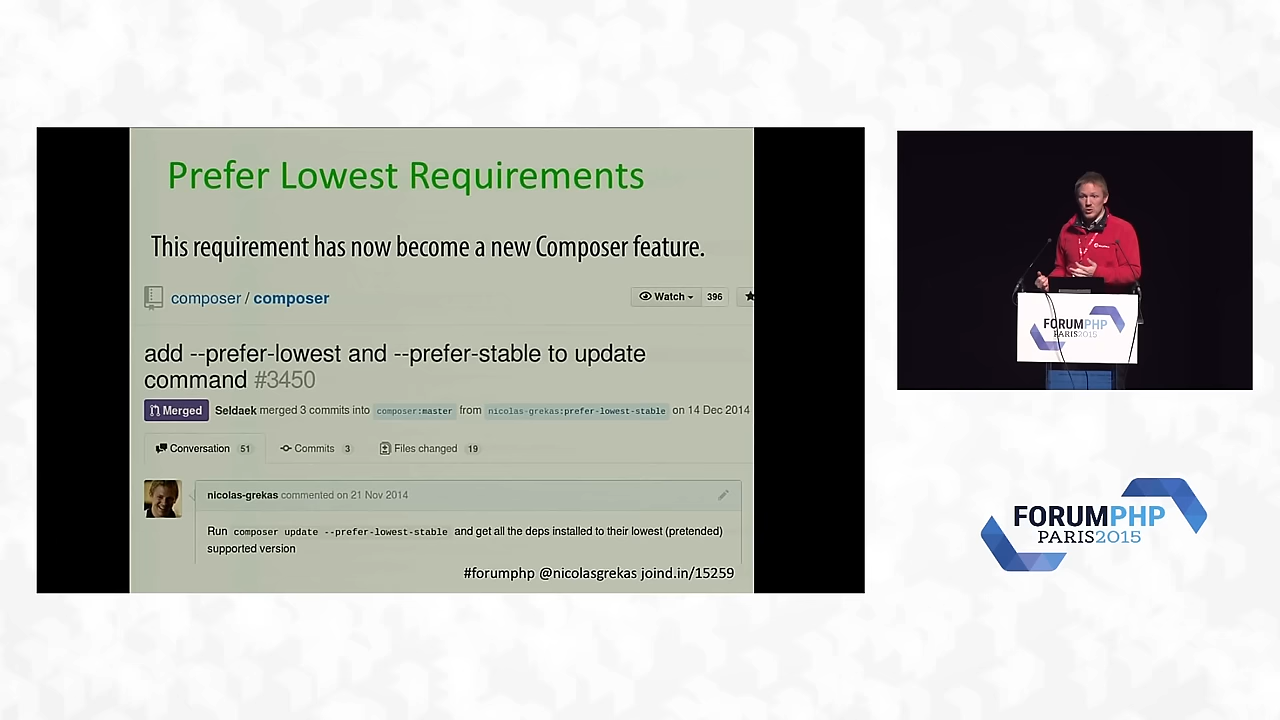 Prefer Lowest Requirements
This requirement has now become a new Composer feature.
composer / composer
Watch 396
add --prefer-lowest and --prefer-stable to update
command #3450
Merged Seldaek merged 3 commits into composer:master from nicolas-grekas:prefer-lowest-stable on 14 Dec 2014
Conversation 51 Commits 3 Files changed 19
nicolas-grekas commented on 21 Nov 2014
Run composer update --prefer-lowest-stable and get all the deps installed to their lowest (pretended)
supported version
#forumphp @nicolasgrekas joind.in/15259
FORUMPHP
PARIS2015
FORUMPHP
PARIS2015